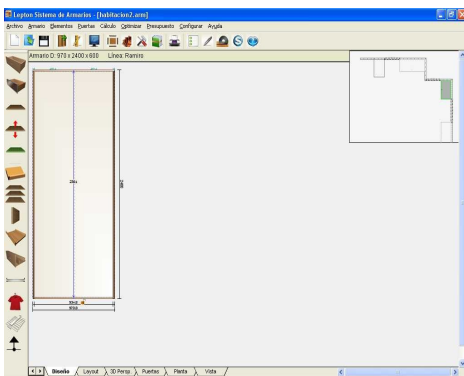 Lepton Sistema de Armarios - [habitacion2.arm]
Archivo Armario Elementos Puertas Cálculo Optimizar Presupuesto Configurar Ayuda
Armario D: 970 x 2400 x 600 Línea: Ramiro
Diseño Layout 3D Persp. Puertas Planta Vista